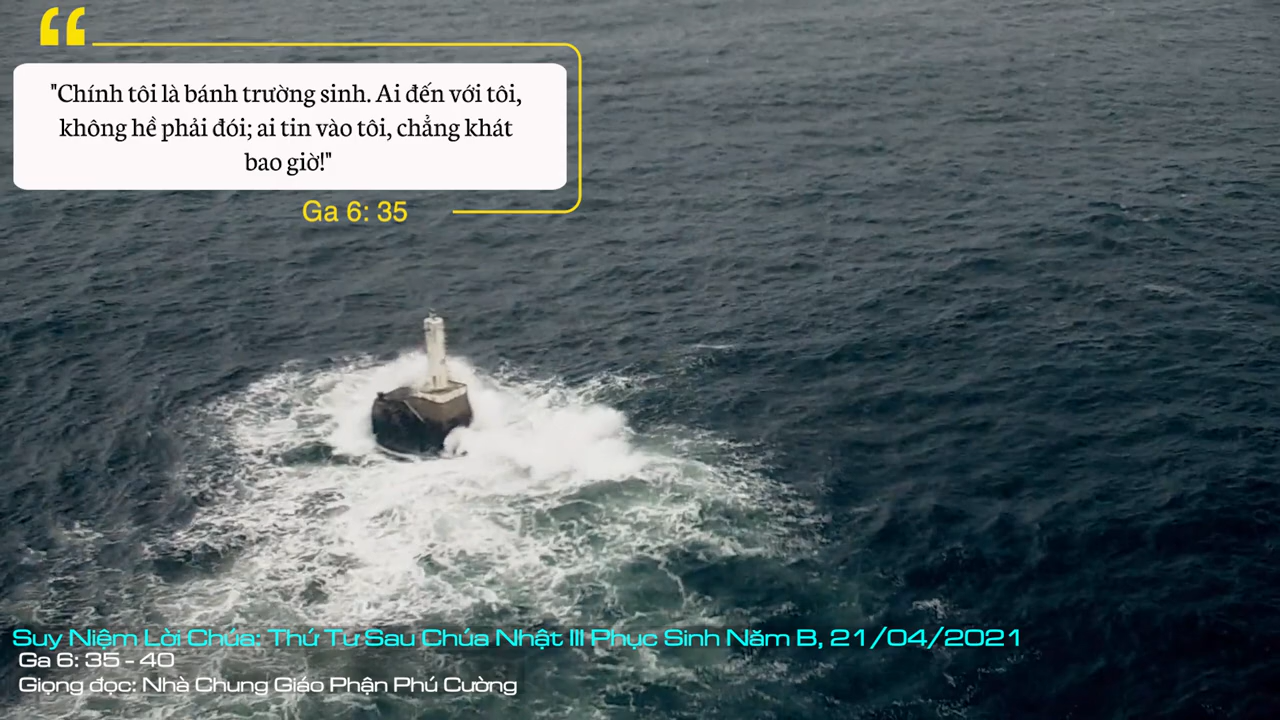 "Chính tôi là bánh trường sinh. Ai đến với tôi,
không hề phải đói; ai tin vào tôi, chẳng khát
bao giờ!"
Ga 6: 35
Suy Niệm Lời Chúa: Thứ Tư Sau Chúa Nhật III Phục Sinh Năm B, 21/04/2021
Ga 6: 35 - 40
Giọng đọc: Nhà Chung Giáo Phận Phú Cường